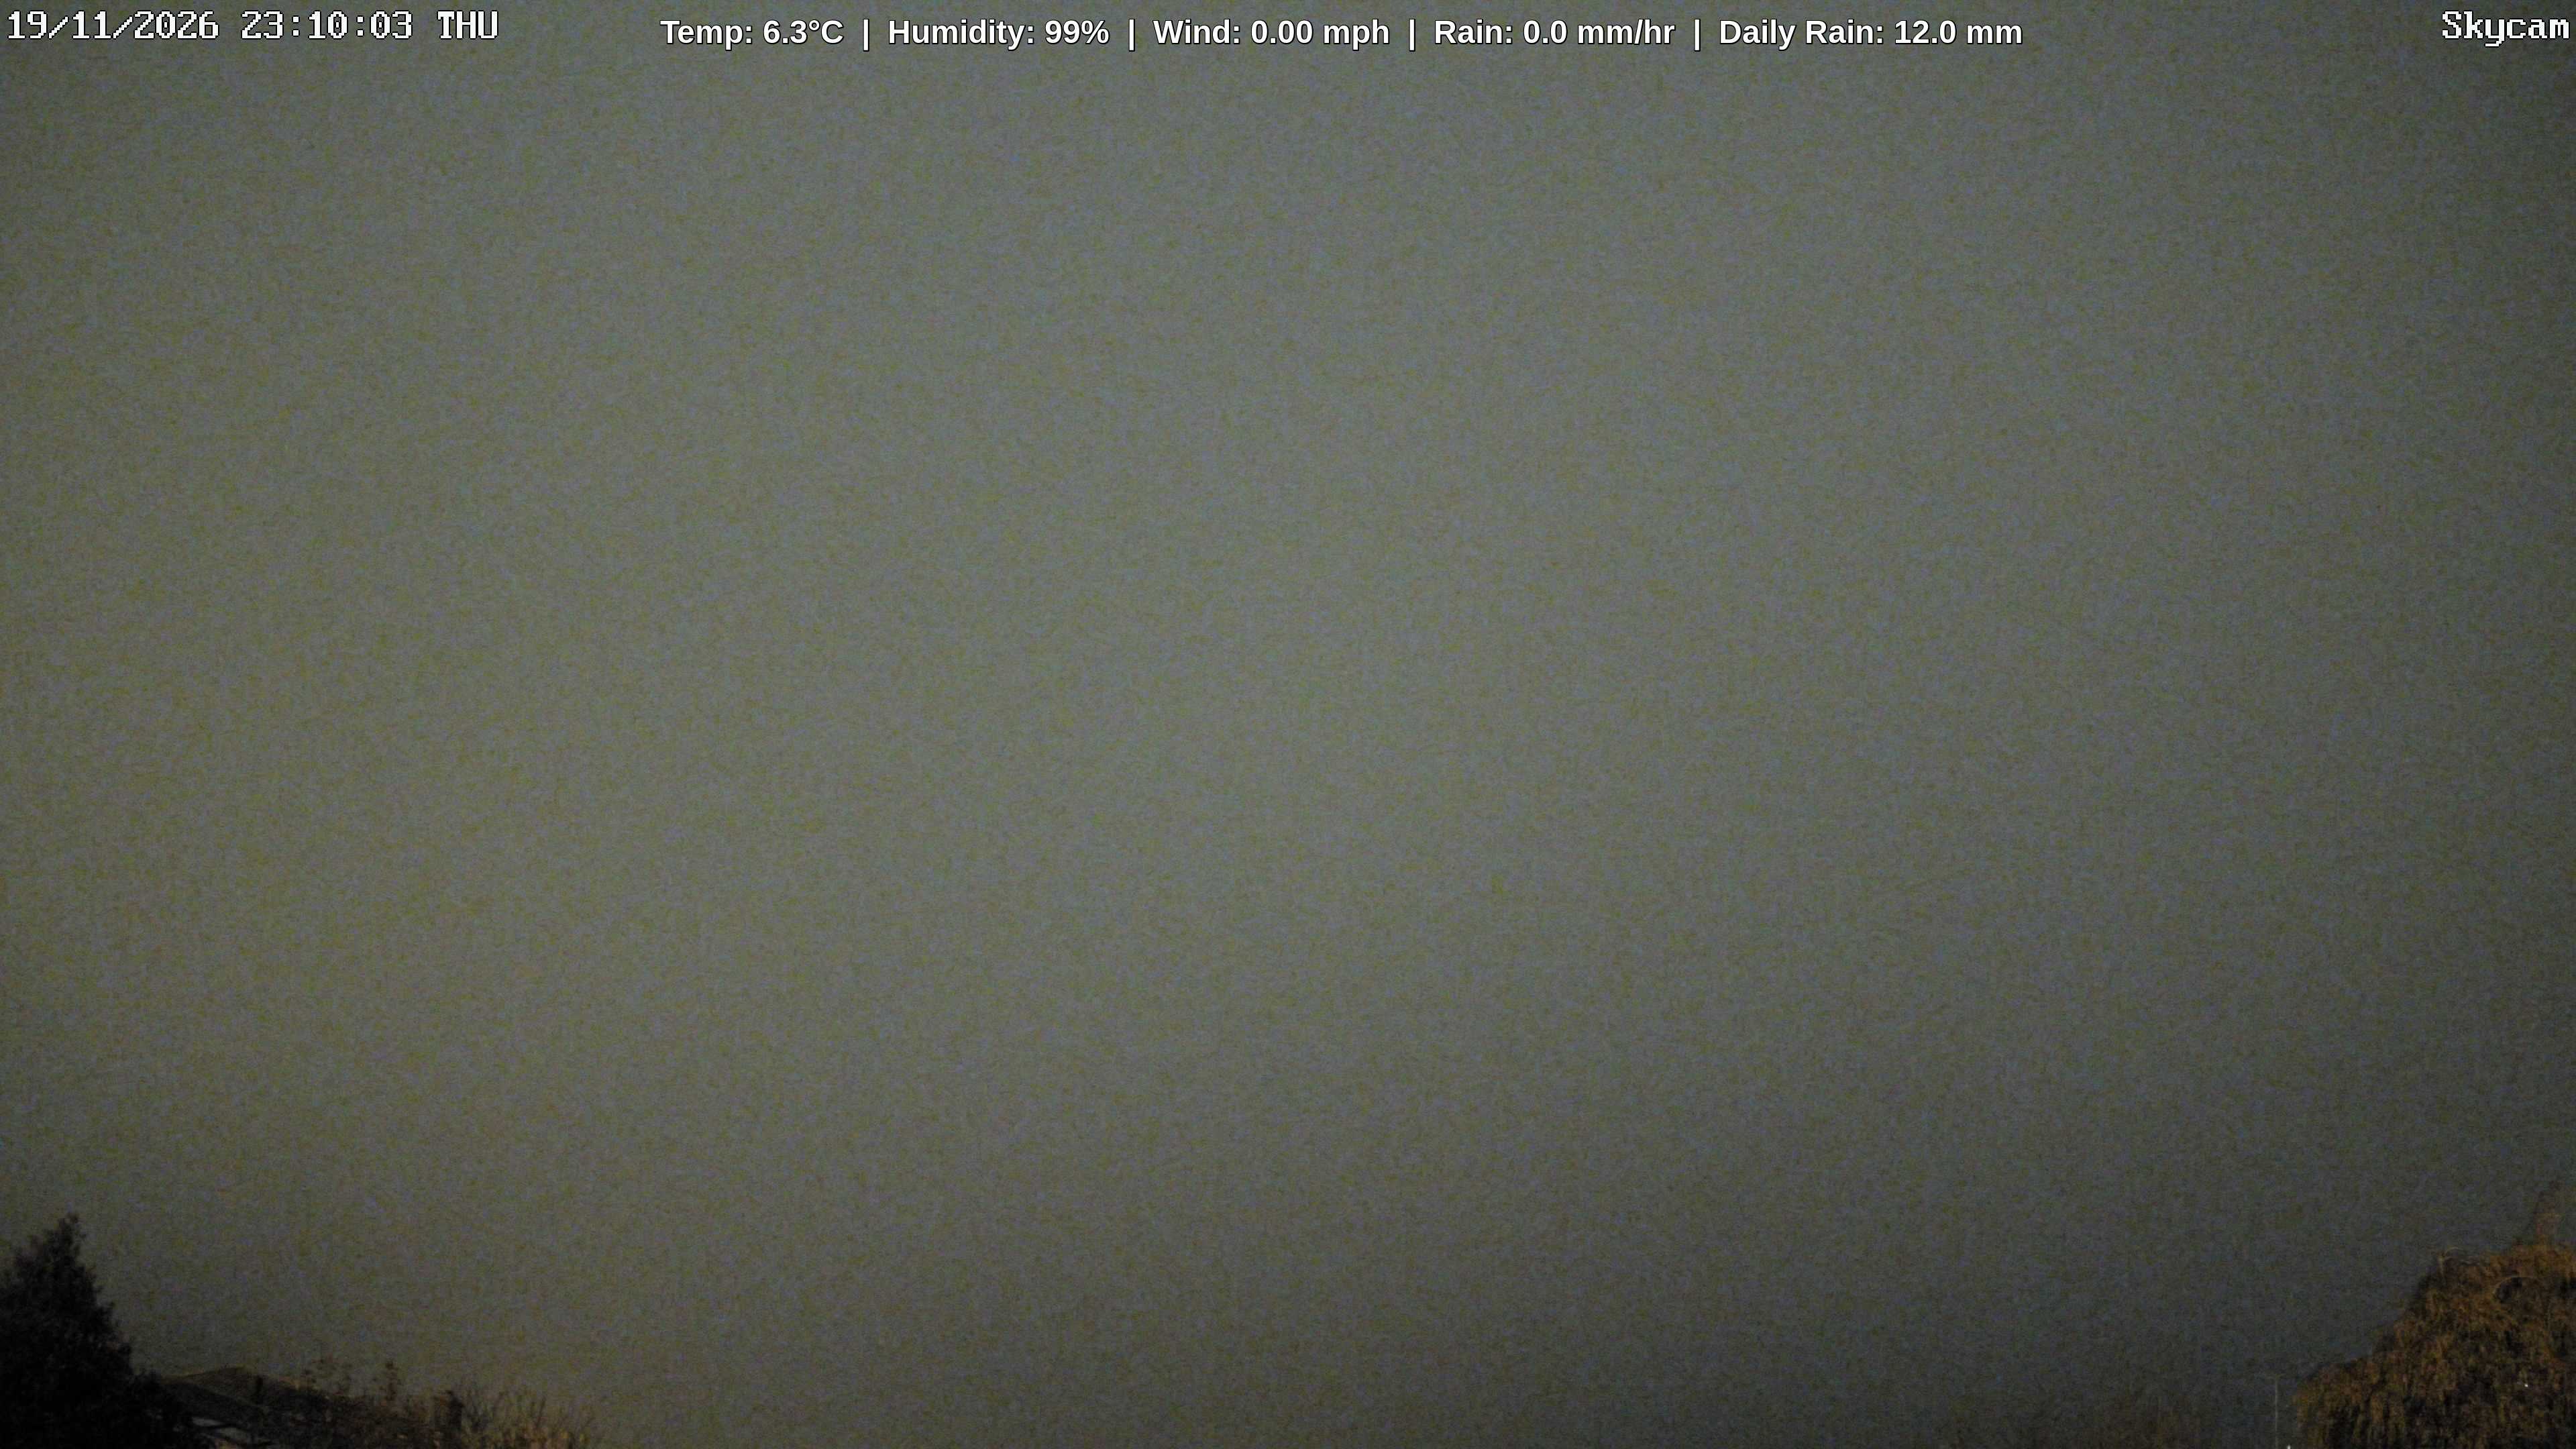 19/11/2026 23:10:03 THU
Temp: 6.3°C | Humidity: 99% | Wind: 0.00 mph | Rain: 0.0 mm/hr | Daily Rain: 12.0 mm
Skycam